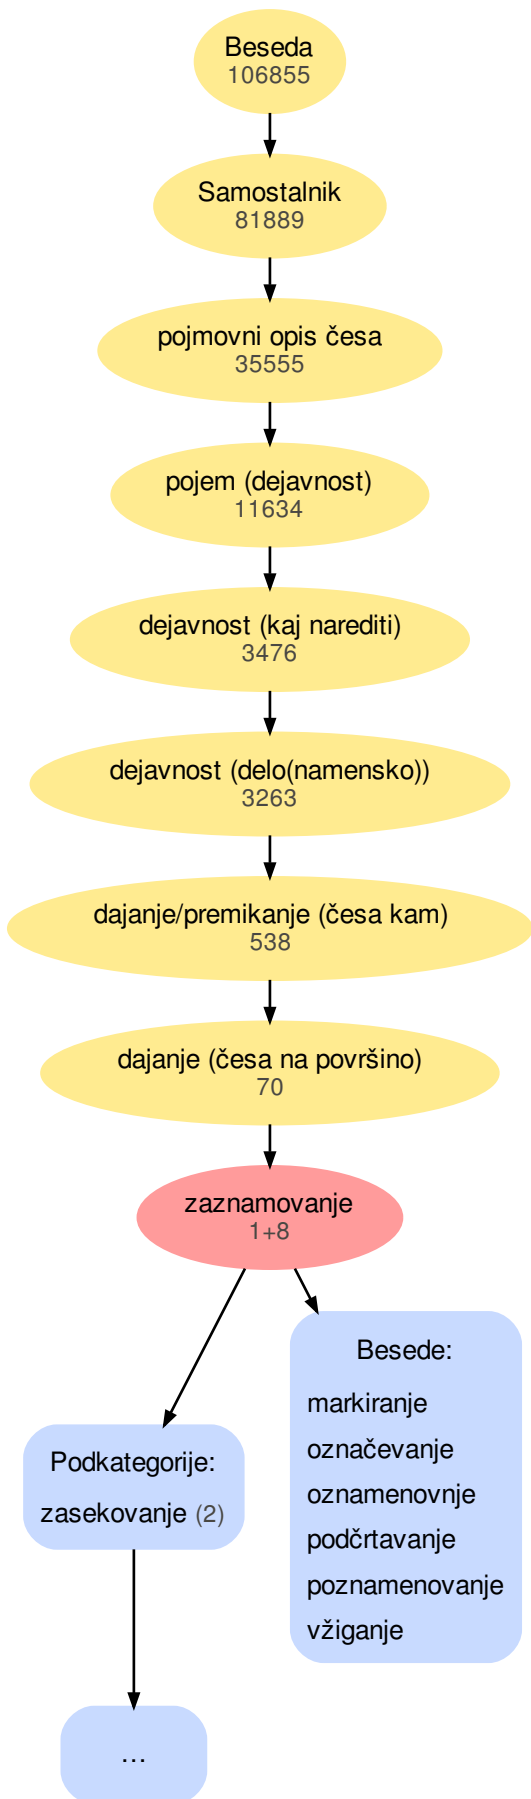 Beseda
106855
Samostalnik
81889
pojmovni opis česa
35555
pojem (dejavnost)
11634
dejavnost (kaj narediti)
3476
dejavnost (delo(namensko))
3263
dajanje/premikanje (česa kam)
538
dajanje (česa na površino)
70
zaznamovanje
1+8
Besede:
markiranje
označevanje
oznamenovnje
podčrtavanje
poznamenovanje
vžiganje
Podkategorije:
zasekovanje (2)
...